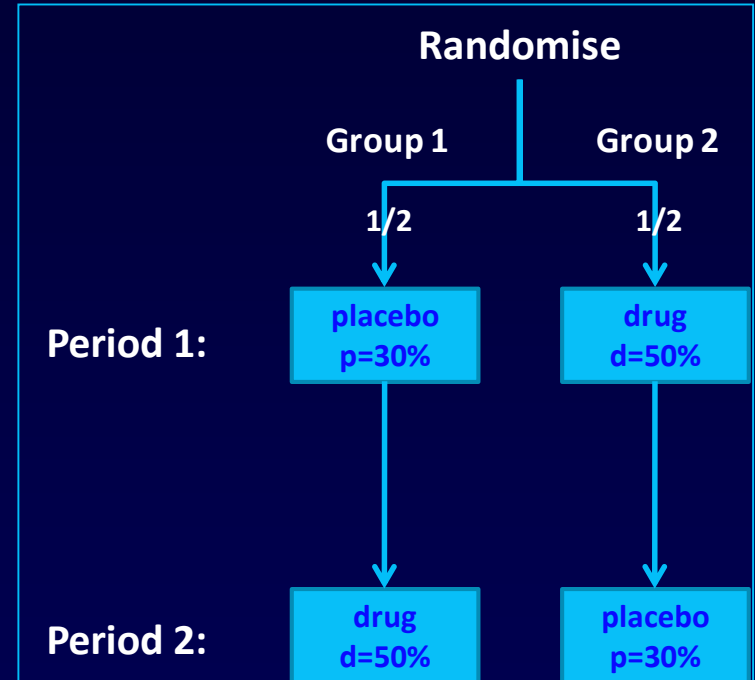 Randomise
Group 1 Group 2
1/2 1/2
Period 1:
placebo
p=30%
drug
d=50%
Period 2:
drug
d=50%
placebo
p=30%